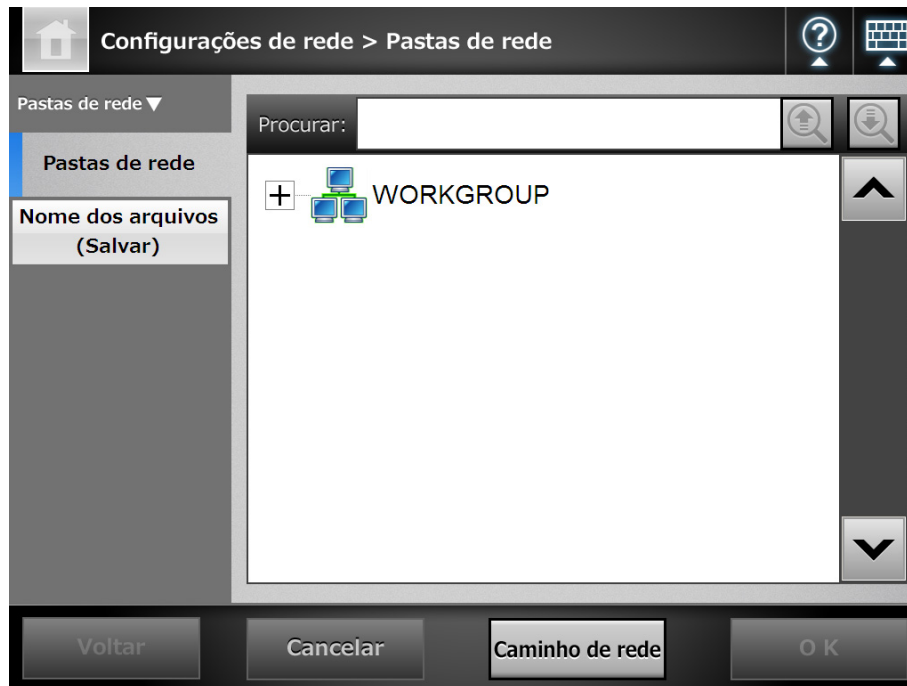 Configurações de rede > Pastas de rede
Pastas de rede ▼
Procurar:
Pastas de rede
WORKGROUP
Nome dos arquivos
(Salvar)
Voltar
Cancelar
Caminho de rede
O K